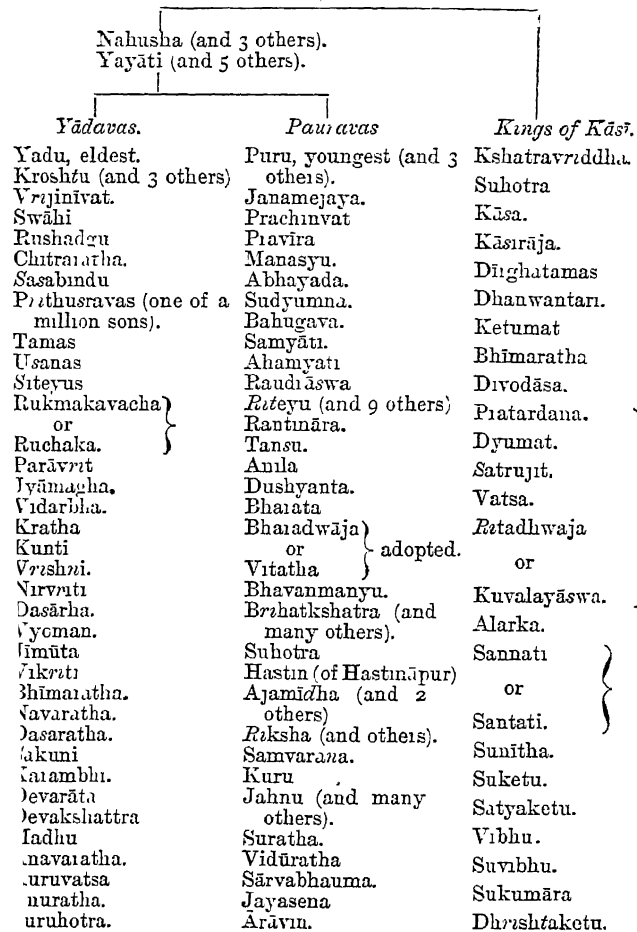 Nahusha (and 3 others).
Yayāti (and 5 others).
Yādavas.
Yadu, eldest.
Kroshtu (and 3 others)
Vrijinīvat.
Swāhi
Rushadgu
Chitraratha.
Sasabindu
Prithusravas (one of a
million sons).
Tamas
Usanas
Siteyus
Rukmakavacha
or
Ruchaka.
Parāvrit
Jyāmagha.
Vidarbha.
Kratha
Kunti
Vrishni.
Nirvriti
Dasārha.
Vyoman.
Jīmūta
Vikriti
Bhīmaratha.
Navaratha.
Dasaratha.
Sakuni
Karambhi.
Devarāta
Devakshattra
Madhu
navaratha.
uruvatsa
nuratha.
uruhotra.
Pauravas
Puru, youngest (and 3
others).
Janamejaya.
Prachinvat
Pravīra
Manasyu.
Abhayada.
Sudyumna.
Bahugava.
Samyāti.
Ahamyati
Raudrāswa
Riteyu (and 9 others)
Rantināra.
Tansu.
Anila
Dushyanta.
Bharata
Bharadwāja
or
Vitatha
adopted.
Bhavanmanyu.
Brihatkshatra (and
many others).
Suhotra
Hastin (of Hastināpur)
Ajamīdha (and 2
others)
Riksha (and others).
Samvarana.
Kuru
Jahnu (and many
others).
Suratha.
Vidūratha
Sārvabhauma.
Jayasena
Ārāvin.
Kings of Kāsī.
Kshatravriddha.
Suhotra
Kāsa.
Kāsirāja.
Dīrghatamas
Dhanwantari.
Ketumat
Bhīmaratha
Divodāsa.
Pratardana.
Dyumat.
Satrujit.
Vatsa.
Ritadhwaja
or
Kuvalayāswa.
Alarka.
Sannati
or
Santati.
Sunītha.
Suketu.
Satyaketu.
Vibhu.
Suvibhu.
Sukumāra
Dhrishtaketu.